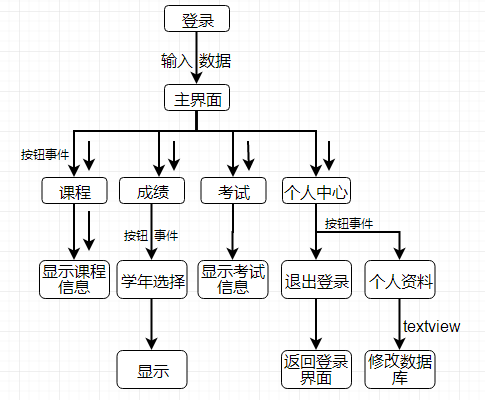 登录
输入 数据
主界面
按钮事件
课程
成绩
考试
个人中心
按钮 事件
按钮事件
显示课程
信息
学年选择
显示考试
信息
退出登录
个人资料
textview
显示
返回登录
界面
修改数据
库